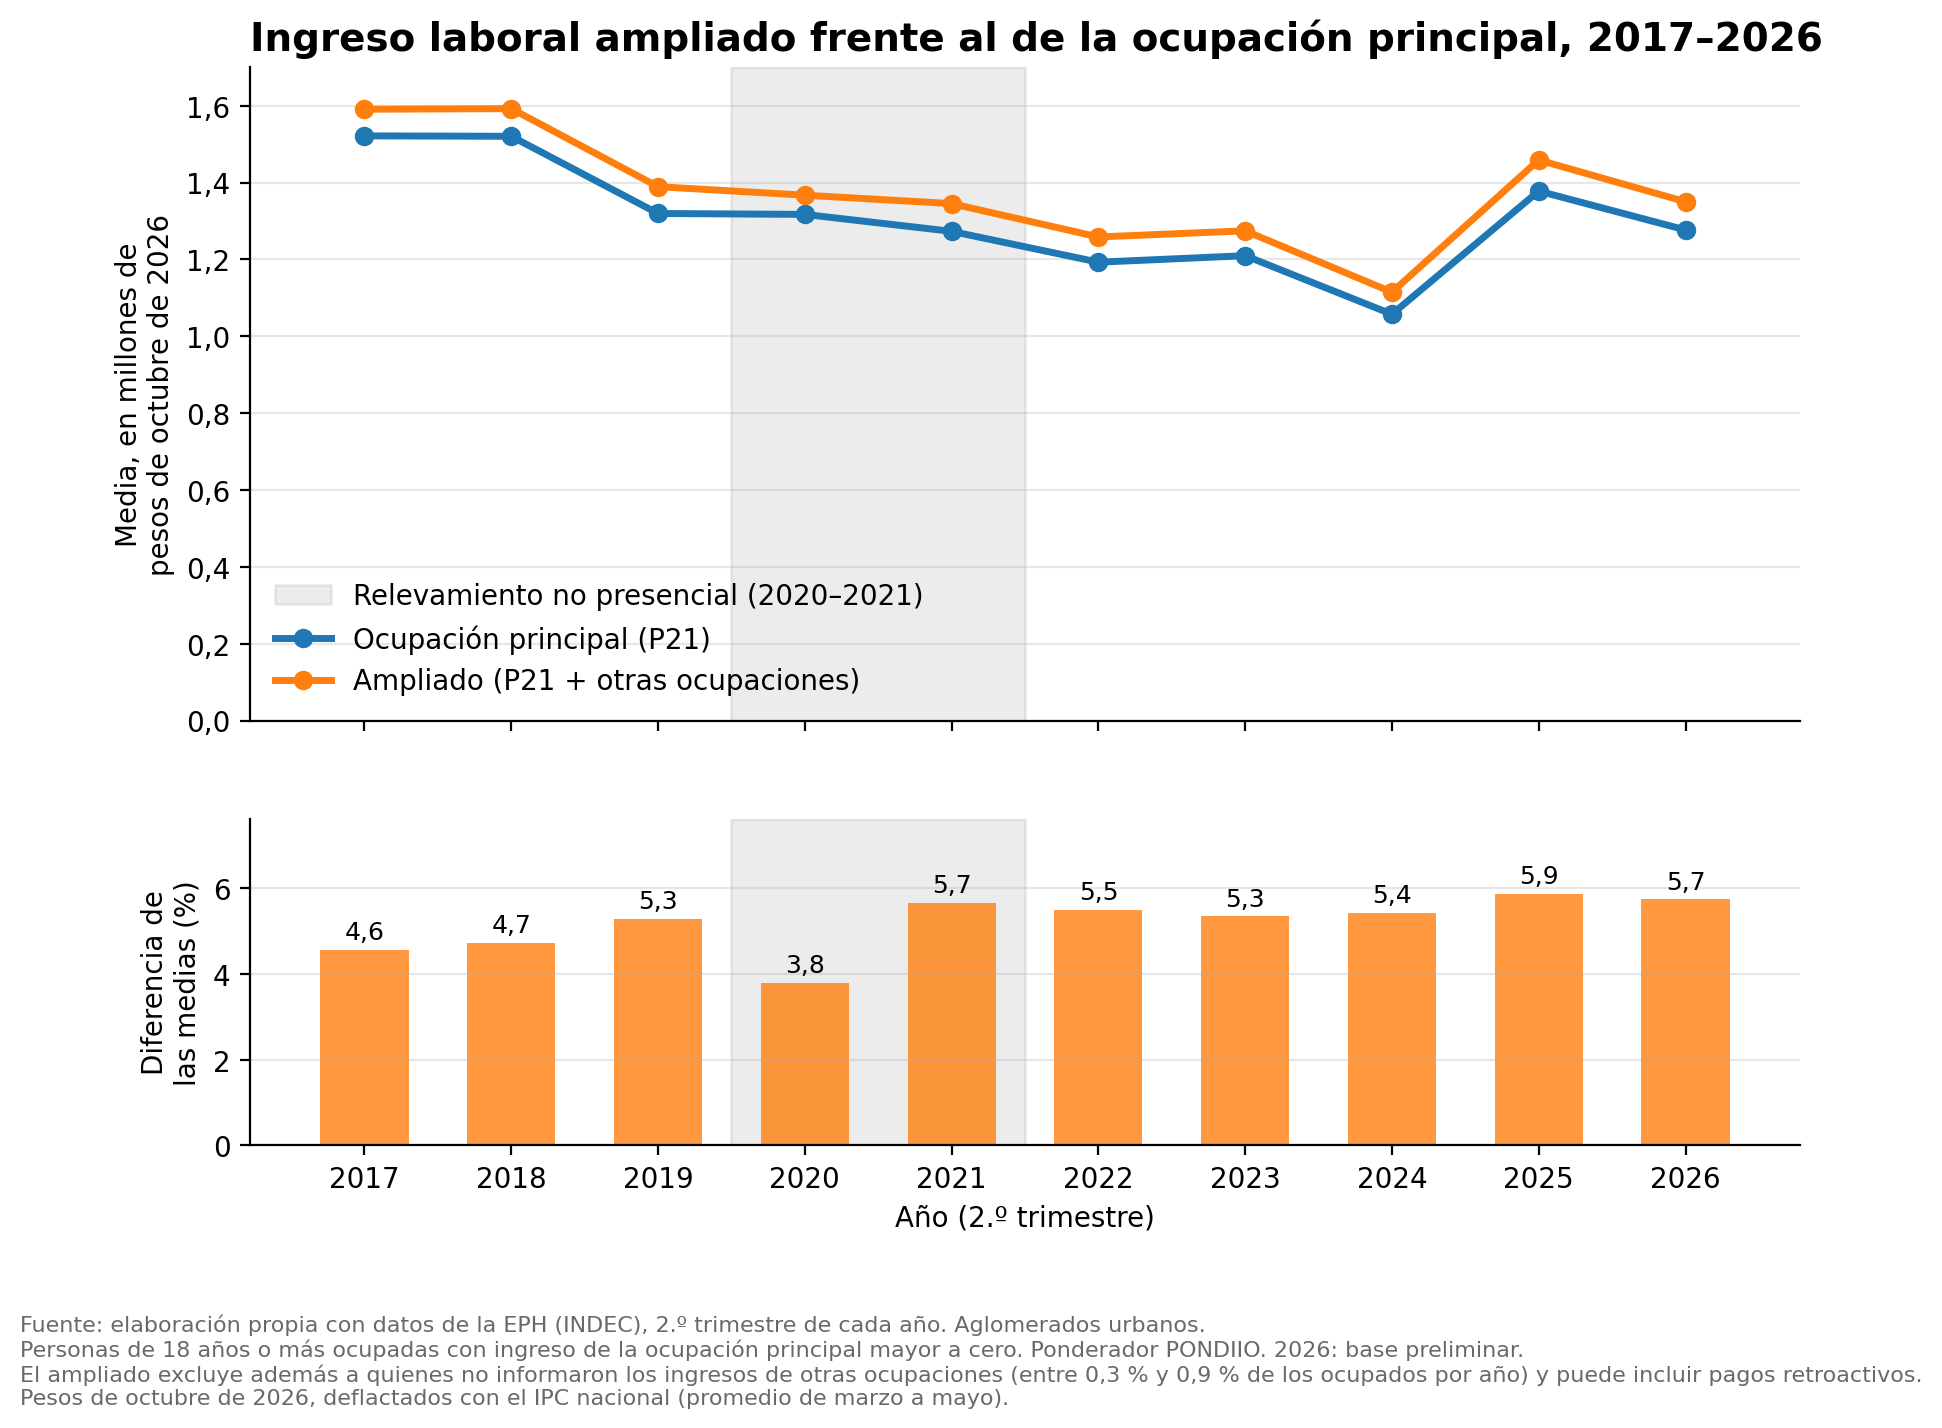 Ingreso laboral ampliado frente al de la ocupación principal, 2017–2026
Media, en millones de
pesos de octubre de 2026
1,6
1,4
1,2
1,0
0,8
0,6
0,4
0,2
0,0
Relevamiento no presencial (2020–2021)
Ocupación principal (P21)
Ampliado (P21 + otras ocupaciones)
Diferencia de
las medias (%)
6
4
2
0
4,6
4,7
5,3
3,8
5,7
5,5
5,3
5,4
5,9
5,7
2017
2018
2019
2020
2021
2022
2023
2024
2025
2026
Año (2.º trimestre)
Fuente: elaboración propia con datos de la EPH (INDEC), 2.º trimestre de cada año. Aglomerados urbanos.
Personas de 18 años o más ocupadas con ingreso de la ocupación principal mayor a cero. Ponderador PONDIIO. 2026: base preliminar.
El ampliado excluye además a quienes no informaron los ingresos de otras ocupaciones (entre 0,3 % y 0,9 % de los ocupados por año) y puede incluir pagos retroactivos.
Pesos de octubre de 2026, deflactados con el IPC nacional (promedio de marzo a mayo).